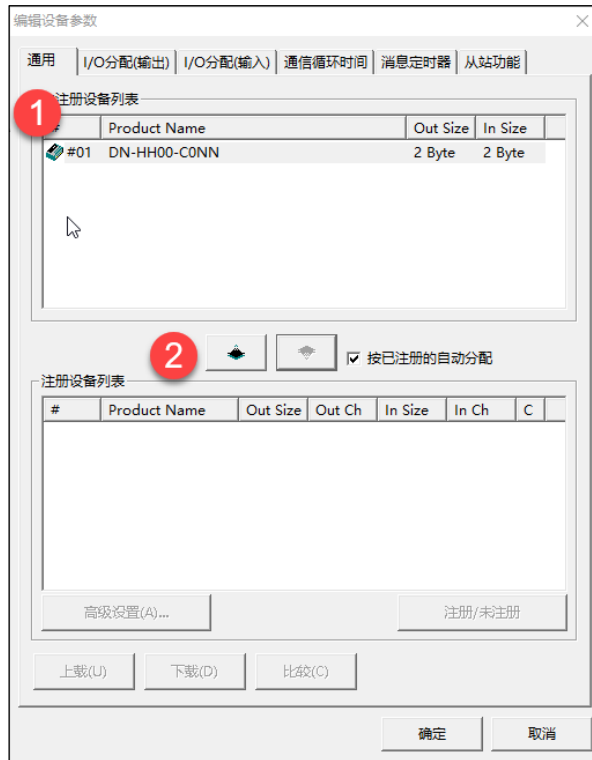 编辑设备参数
通用 I/O分配(输出) I/O分配(输入) 通信循环时间 消息定时器 从站功能
1
注册设备列表
# Product Name Out Size In Size
#01 DN-HH00-C0NN 2 Byte 2 Byte
2
按已注册的自动分配
注册设备列表
# Product Name Out Size Out Ch In Size In Ch C
高级设置(A)... 注册/未注册
上载(U) 下载(D) 比较(C)
确定 取消